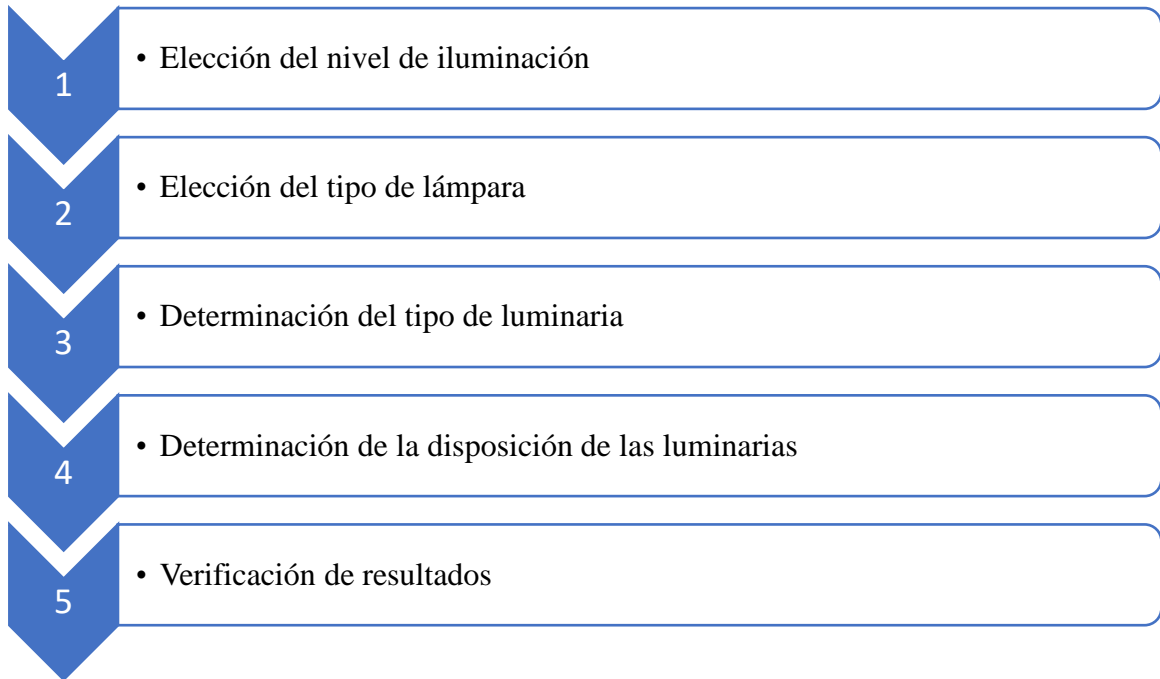 1
• Elección del nivel de iluminación
2
• Elección del tipo de lámpara
3
• Determinación del tipo de luminaria
4
• Determinación de la disposición de las luminarias
5
• Verificación de resultados